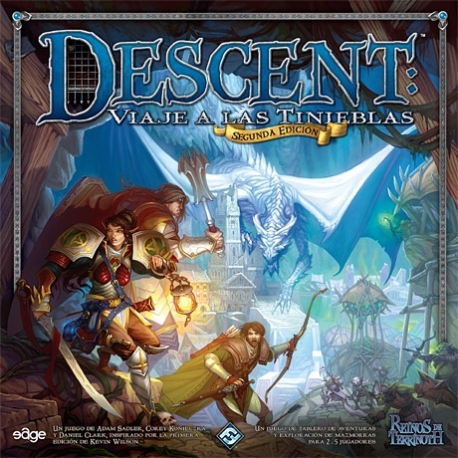 DESCENT:
VIAJE A LAS TINIEBLAS
SEGUNDA EDICIÓN
edge
UN JUEGO DE ADAM SADLER, COREY KONIECZKA
Y DANIEL CLARK, INSPIRADO POR LA PRIMERA
EDICIÓN DE KEVIN WILSON
UN JUEGO DE TABLERO DE AVENTURAS
Y EXPLORACIÓN DE MAZMORRAS
PARA 2-5 JUGADORES
REINOS DE
TERRINOTH